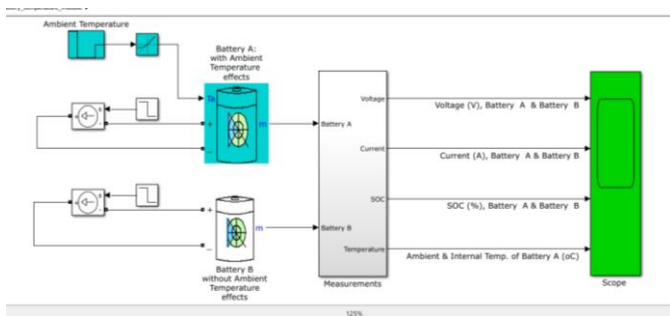 Ambient Temperature
Battery A:
with Ambient
Temperature
effects
Ta
+
m
−
Battery A
Voltage
Voltage (V), Battery A & Battery B
Current
Current (A), Battery A & Battery B
SOC
SOC (%), Battery A & Battery B
+
m
−
Battery B
Temperature
Ambient & Internal Temp. of Battery A (oC)
Battery B
without Ambient
Temperature
effects
Measurements
Scope
125%